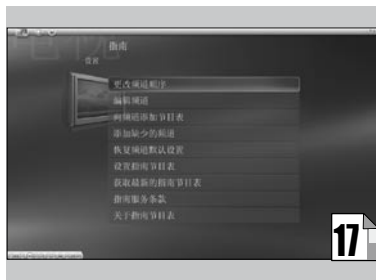 指南
设置
更改频道顺序
编辑频道
向频道添加节目表
添加缺少的频道
恢复频道默认设置
设置指南节目表
获取最新的指南节目表
指南服务条款
关于指南节目表
17